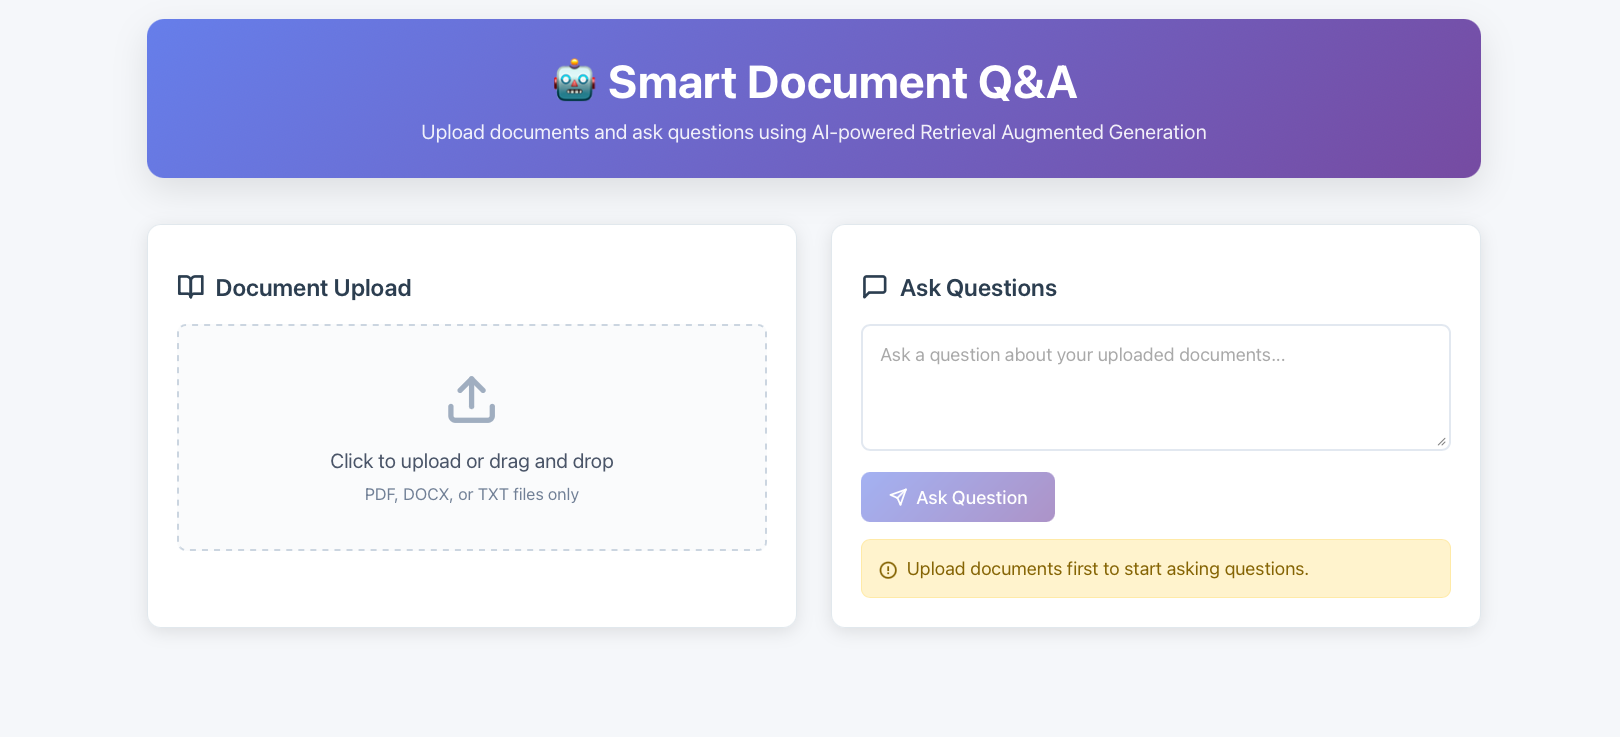 Smart Document Q&A
Upload documents and ask questions using AI-powered Retrieval Augmented Generation
Document Upload
Click to upload or drag and drop
PDF, DOCX, or TXT files only
Ask Questions
Ask a question about your uploaded documents...
Ask Question
Upload documents first to start asking questions.